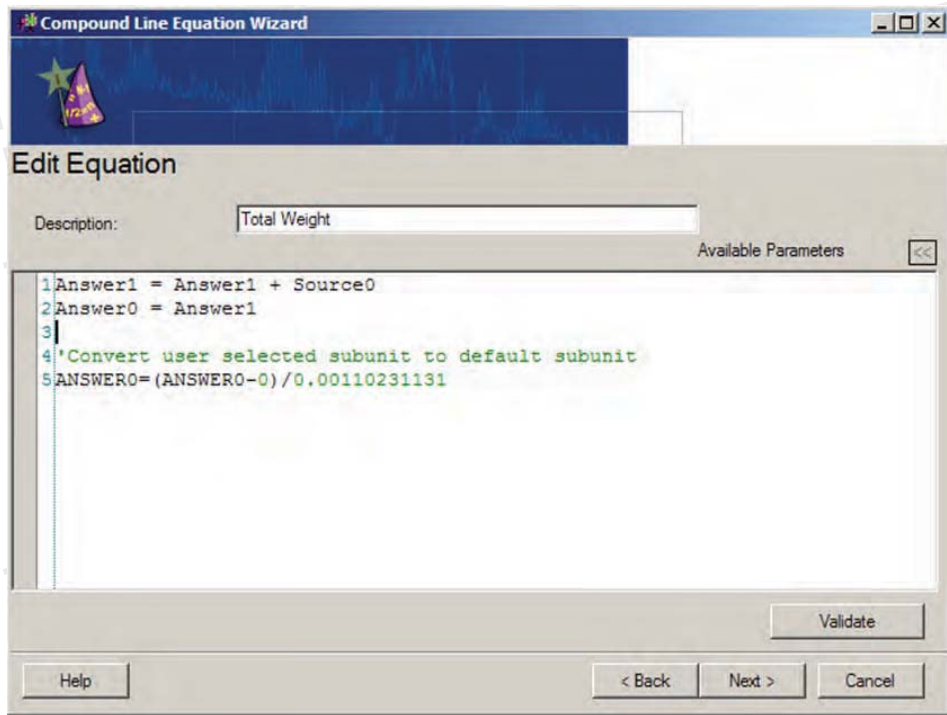 Compound Line Equation Wizard
1/2=n
Edit Equation
Description:
Total Weight
Available Parameters
<<
1 Answer1 = Answer1 + Source0
2 Answer0 = Answer1
3
4 'Convert user selected subunit to default subunit
5 ANSWER0=(ANSWER0-0)/0.00110231131
Validate
Help
< Back
Next >
Cancel